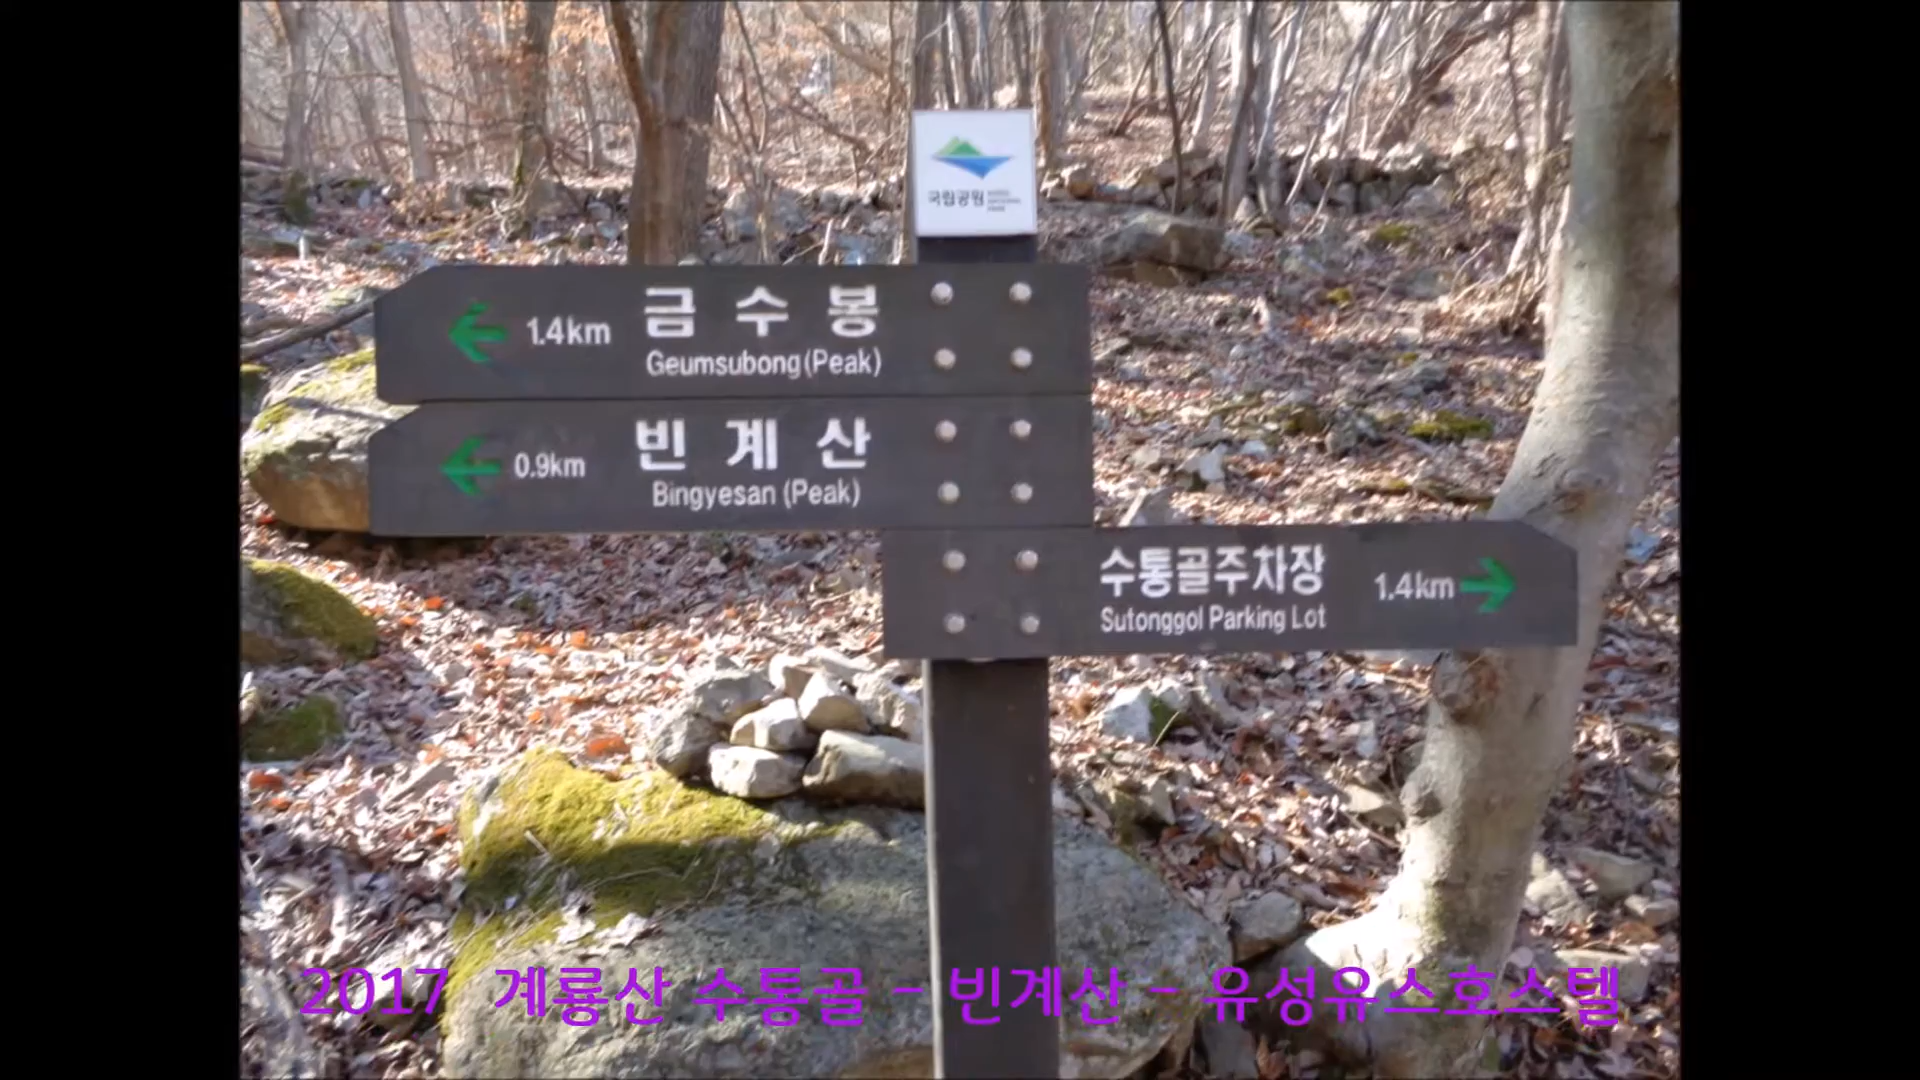 국립공원
1.4km 금수봉
Geumsubong(Peak)
0.9km 빈계산
Bingyesan (Peak)
수통골주차장 1.4km
Sutonggol Parking Lot
2017 계룡산 수통골 - 빈계산 - 유성유스호스텔